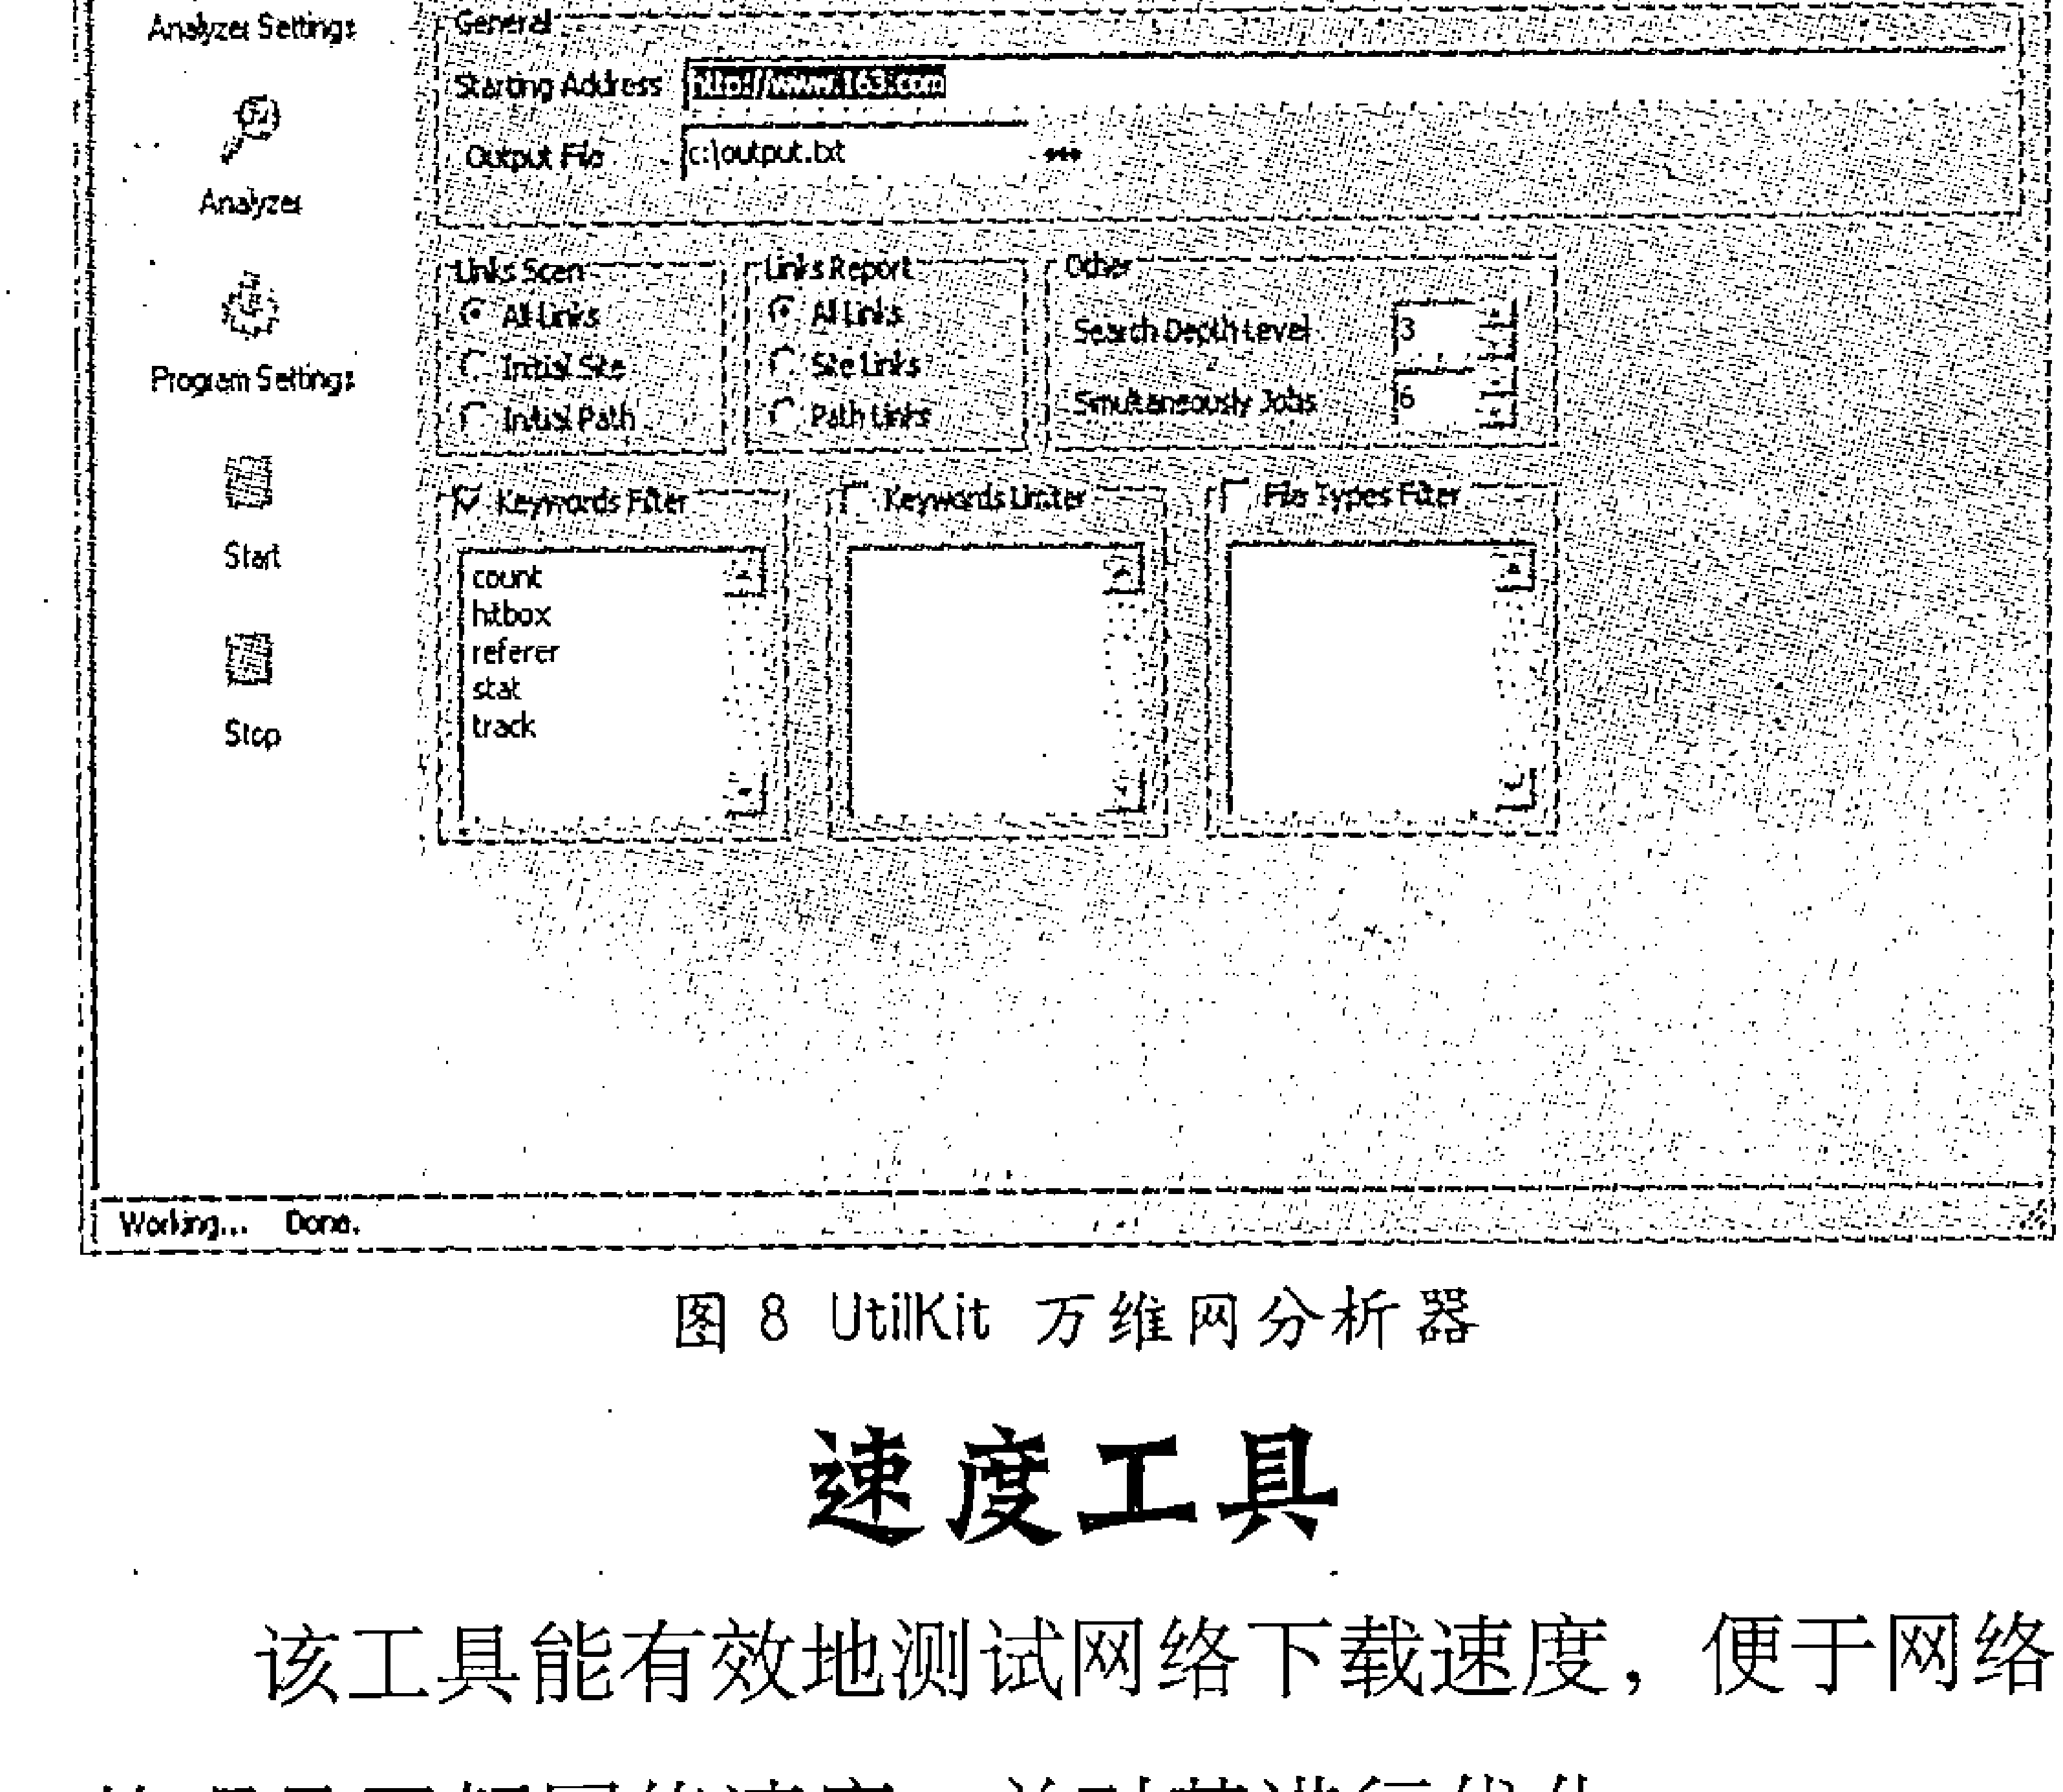 Analyzer Settings
Analyzer
Program Settings
Start
Stop
General
Starting Address http://www.163.com
Output File c:\output.txt ...
Links Scan
All Links
Initial Site
Initial Path
Links Report
All Links
Site Links
Path Links
Other
Search Depth Level 3
Simultaneously Jobs 6
Keywords Filter
count
hitbox
referer
stat
track
Keywords Limiter
File Types Filter
Working... Done.
图 8 UtilKit 万维网分析器
速度工具
该工具能有效地测试网络下载速度，便于网络